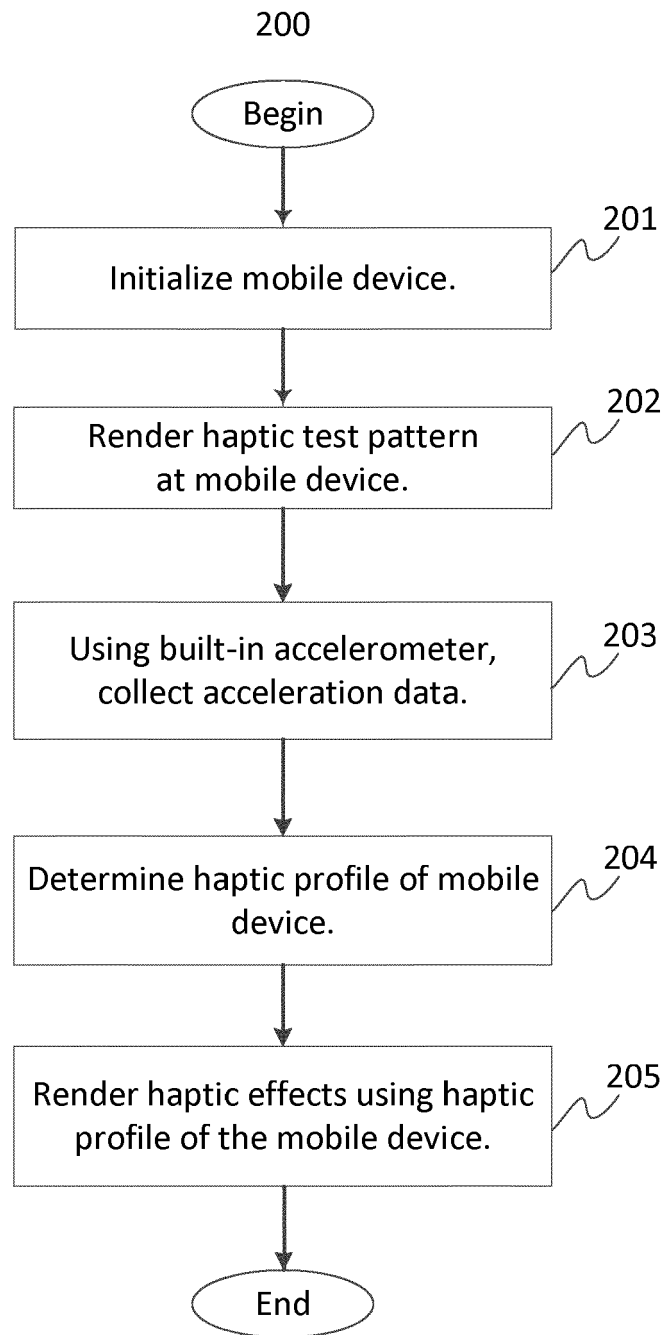 200
Begin
201
Initialize mobile device.
202
Render haptic test pattern
at mobile device.
203
Using built-in accelerometer,
collect acceleration data.
204
Determine haptic profile of mobile
device.
205
Render haptic effects using haptic
profile of the mobile device.
End